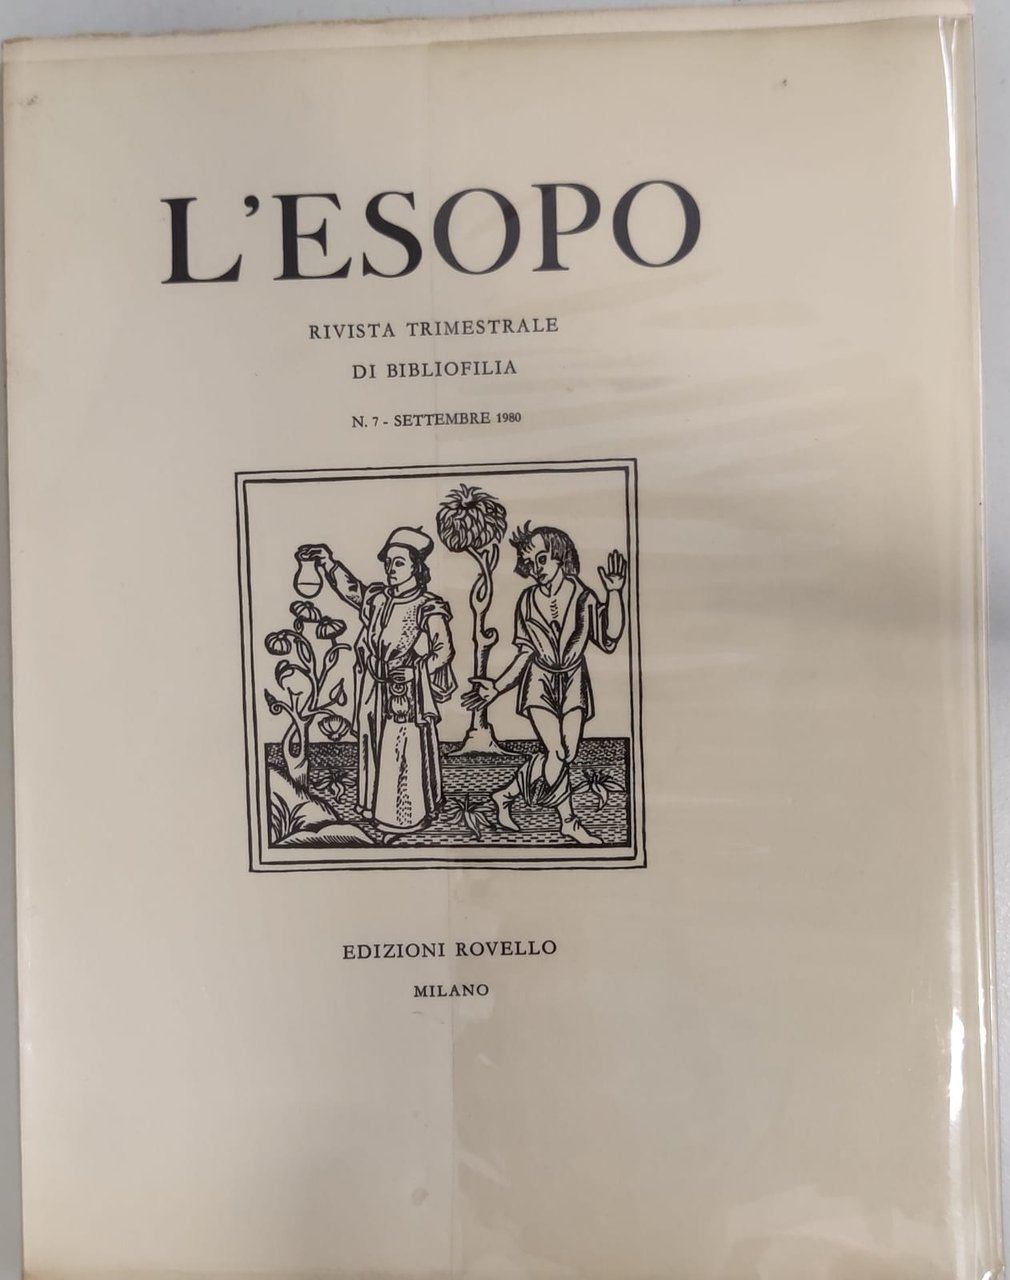 L'ESOPO
RIVISTA TRIMESTRALE
DI BIBLIOFILIA
N. 7 - SETTEMBRE 1980
EDIZIONI ROVELLO
MILANO